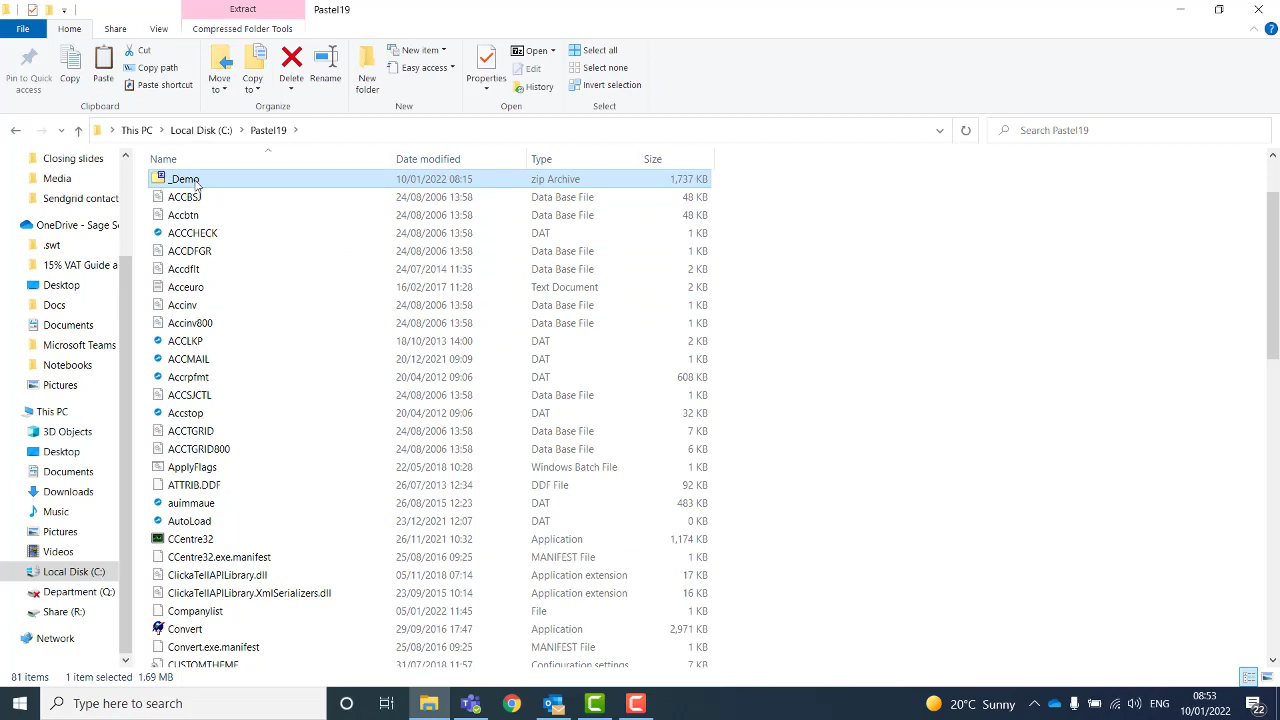 Extract
Pastel19
File
Home
Share
View
Compressed Folder Tools
Pin to Quick access
Copy
Paste
Cut
Copy path
Paste shortcut
Clipboard
Move to
Copy to
Delete
Rename
Organize
New folder
New item
Easy access
New
Properties
Open
Edit
History
Open
Select all
Select none
Invert selection
Select
This PC > Local Disk (C:) > Pastel19 >
Search Pastel19
Closing slides
Media
Sendgrid contact
OneDrive - Sage S
.swt
15% VAT Guide a
Desktop
Docs
Documents
Microsoft Teams
Notebooks
Pictures
This PC
3D Objects
Desktop
Documents
Downloads
Music
Pictures
Videos
Local Disk (C:)
Department (Q:)
Share (R:)
Network
Name Date modified Type Size
_Demo 10/01/2022 08:15 zip Archive 1,737 KB
ACCBSJ 24/08/2006 13:58 Data Base File 48 KB
Accbtn 24/08/2006 13:58 Data Base File 48 KB
ACCCHECK 24/08/2006 13:58 DAT 1 KB
ACCDFGR 24/08/2006 13:58 Data Base File 1 KB
Accdflt 24/07/2014 11:35 Data Base File 2 KB
Acceuro 16/02/2017 11:28 Text Document 2 KB
Accinv 24/08/2006 13:58 Data Base File 1 KB
Accinv800 24/08/2006 13:58 Data Base File 1 KB
ACCLKP 18/10/2013 14:00 DAT 2 KB
ACCMAIL 20/12/2021 09:09 DAT 1 KB
Accrpfmt 20/04/2012 09:06 DAT 608 KB
ACCSJCTL 24/08/2006 13:58 Data Base File 1 KB
Accstop 20/04/2012 09:06 DAT 32 KB
ACCTGRID 24/08/2006 13:58 Data Base File 7 KB
ACCTGRID800 24/08/2006 13:58 Data Base File 6 KB
ApplyFlags 22/05/2018 10:28 Windows Batch File 1 KB
ATTRIB.DDF 26/07/2013 12:34 DDF File 92 KB
auimmaue 26/08/2015 12:23 DAT 483 KB
AutoLoad 23/12/2021 12:07 DAT 0 KB
CCentre32 26/11/2021 10:32 Application 1,174 KB
CCentre32.exe.manifest 25/08/2016 09:25 MANIFEST File 1 KB
ClickaTellAPILibrary.dll 05/11/2018 07:14 Application extension 17 KB
ClickaTellAPILibrary.XmlSerializers.dll 23/09/2015 10:14 Application extension 16 KB
Companylist 05/01/2022 11:45 File 1 KB
Convert 29/09/2016 17:47 Application 2,971 KB
Convert.exe.manifest 25/08/2016 09:25 MANIFEST File 1 KB
CUSTOMTHEME 31/07/2018 11:57 Configuration settings 7 KB
81 items 1 item selected 1.69 MB
Type here to search
20°C Sunny
ENG
08:53
10/01/2022
22